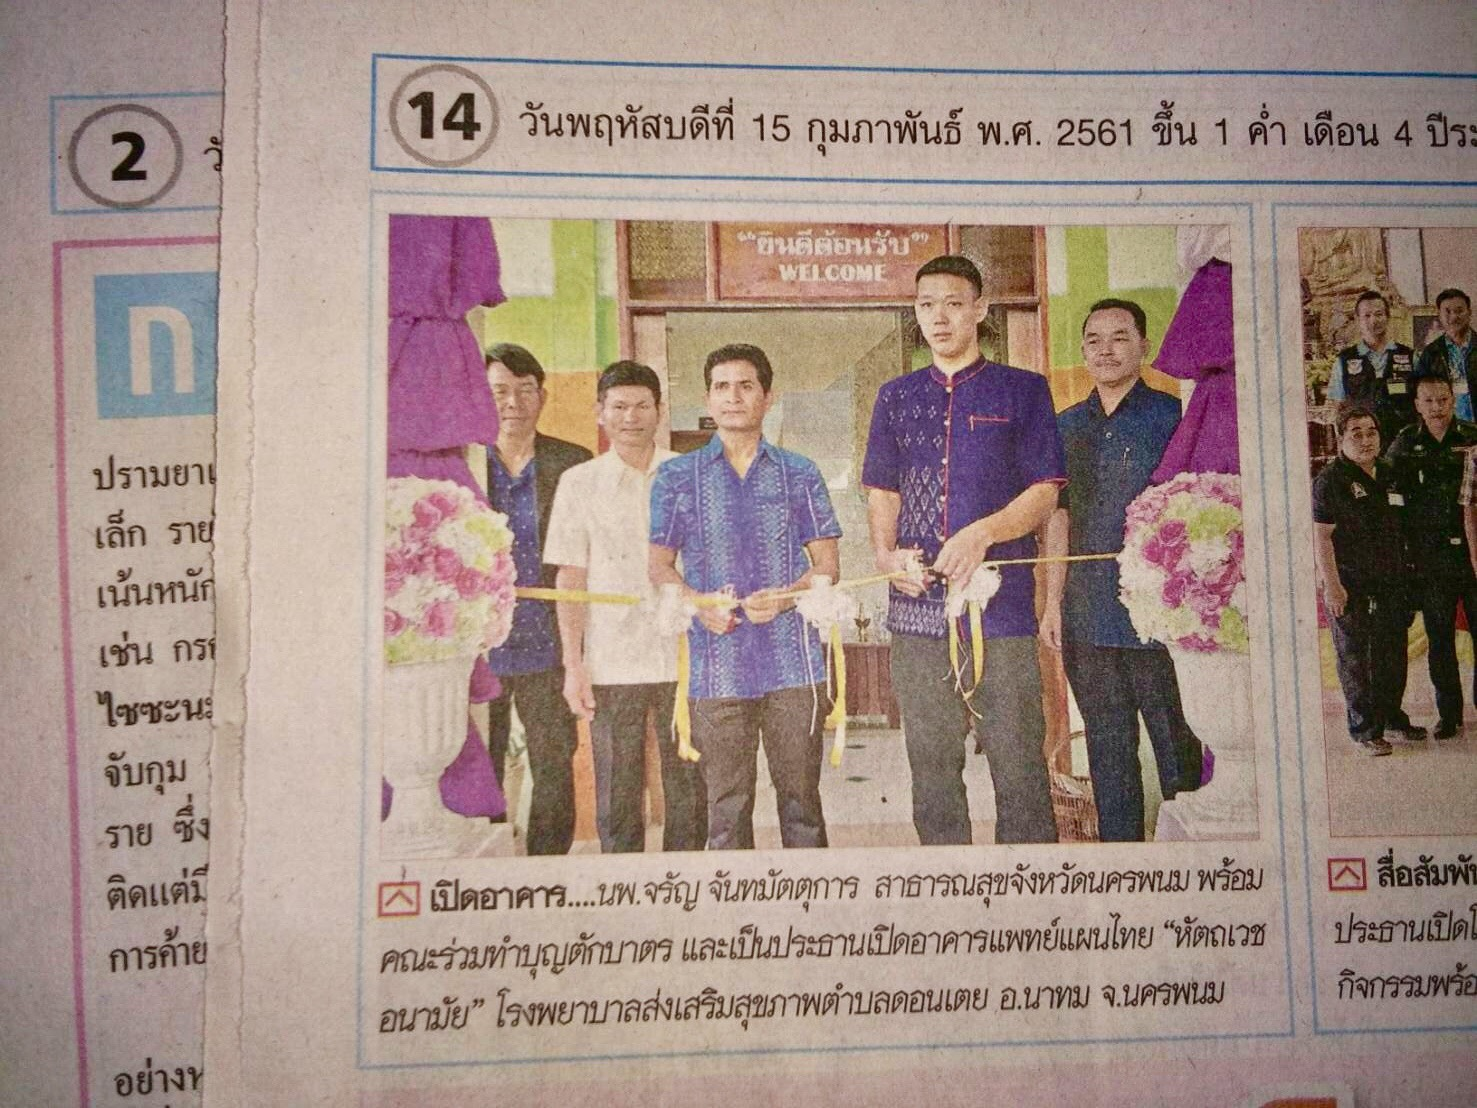 2
ก
ปรามยา
เล็ก ราย
เน้นหนัก
เช่น
ไซซะนะ
จับกุม
ราย ซึ่ง
ติดแต่มี
การค้าย
14 วันพฤหัสบดีที่ 15 กุมภาพันธ์ พ.ศ. 2561 ขึ้น 1 ค่ำ เดือน 4
“ยินดีต้อนรับ”
WELCOME
เปิดอาคาร....นพ.จรัญ จันทมัตตุการ สาธารณสุขจังหวัดนครพนม พร้อม
คณะร่วมทำบุญตักบาตร และเป็นประธานเปิดอาคารแพทย์แผนไทย “หัตถเวช
อนามัย” โรงพยาบาลส่งเสริมสุขภาพตำบลดอนเตย อ.นาทม จ.นครพนม
สื่อสัมพัน
ประธานเปิด
กิจกรรมพร้อ